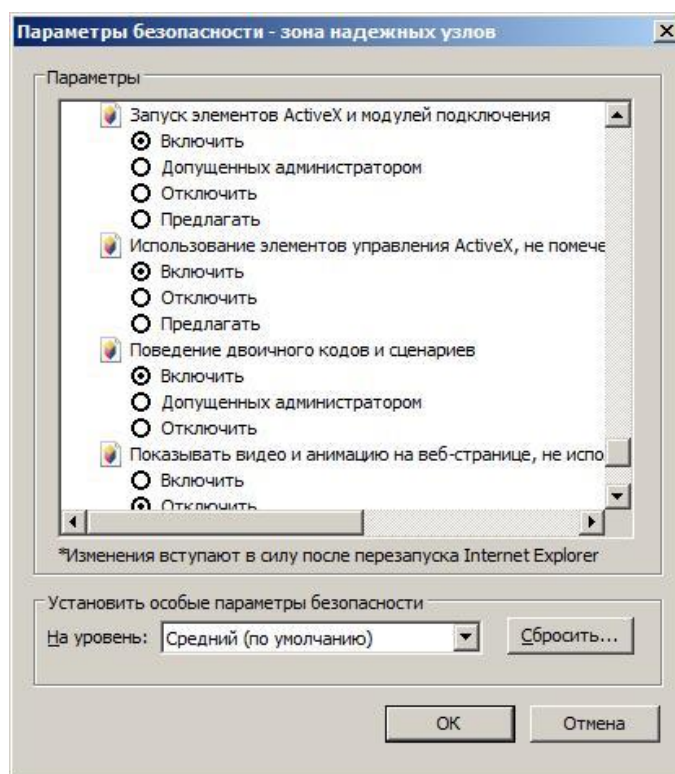 Параметры безопасности - зона надежных узлов
Параметры
Запуск элементов ActiveX и модулей подключения
Включить
Допущенных администратором
Отключить
Предлагать
Использование элементов управления ActiveX, не помече
Включить
Отключить
Предлагать
Поведение двоичного кодов и сценариев
Включить
Допущенных администратором
Отключить
Показывать видео и анимацию на веб-странице, не испо
Включить
Отключить
*Изменения вступают в силу после перезапуска Internet Explorer
Установить особые параметры безопасности
На уровень: Средний (по умолчанию) Сбросить...
ОК Отмена